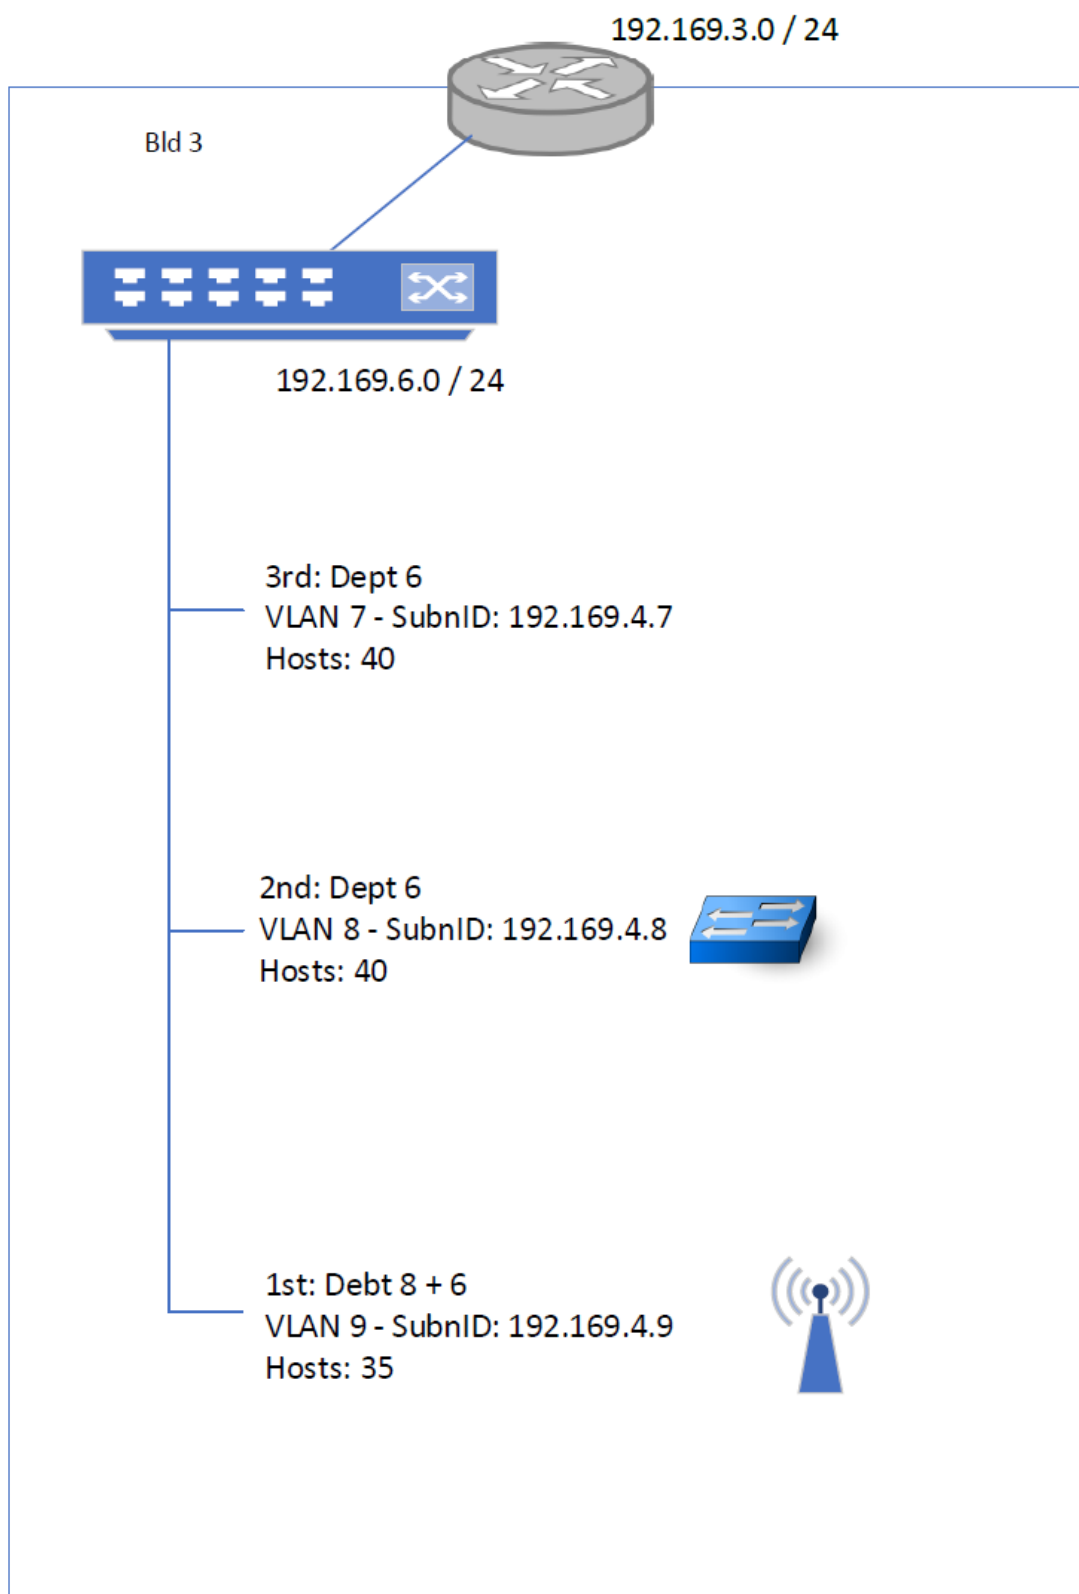 192.169.3.0 / 24
Bld 3
192.169.6.0 / 24
3rd: Dept 6
VLAN 7 - SubnID: 192.169.4.7
Hosts: 40
2nd: Dept 6
VLAN 8 - SubnID: 192.169.4.8
Hosts: 40
1st: Debt 8 + 6
VLAN 9 - SubnID: 192.169.4.9
Hosts: 35